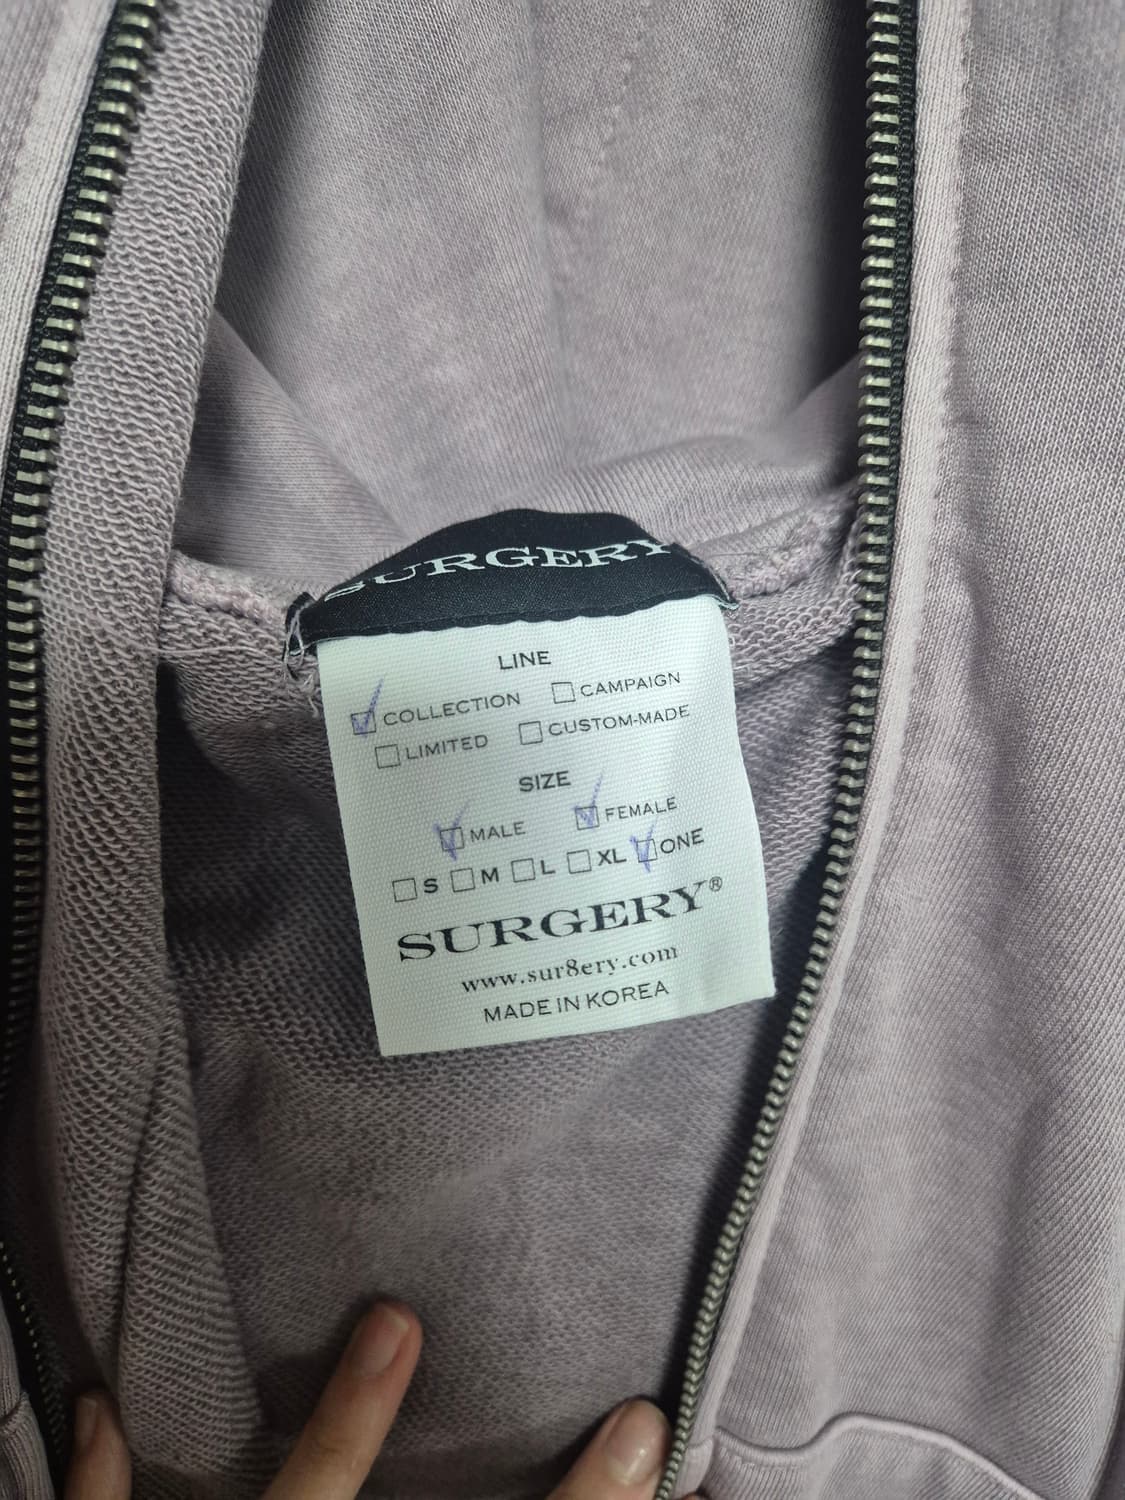 SURGERY
LINE
COLLECTION CAMPAIGN
LIMITED CUSTOM-MADE
SIZE
MALE FEMALE
S M L XL ONE
SURGERY®
www.sur8ery.com
MADE IN KOREA